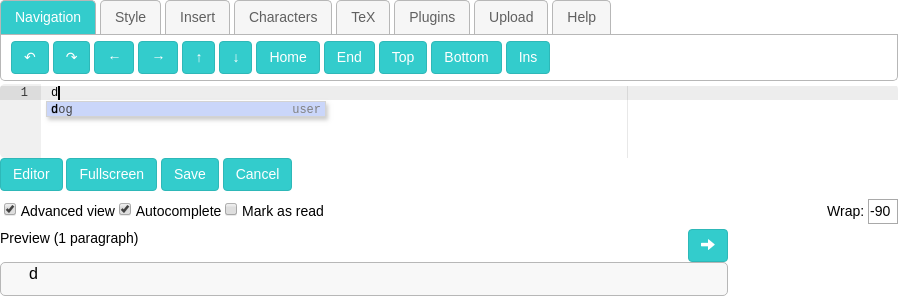 Navigation Style Insert Characters TeX Plugins Upload Help
↶ ↷ ← → ↑ ↓ Home End Top Bottom Ins
1 d
dog user
Editor Fullscreen Save Cancel
Advanced view Autocomplete Mark as read Wrap: -90
Preview (1 paragraph)
d